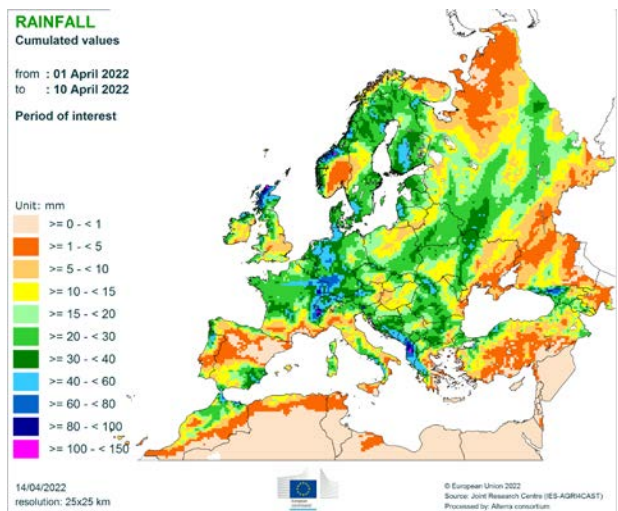 RAINFALL
Cumulated values
from : 01 April 2022
to : 10 April 2022
Period of interest
Unit: mm
>= 0 - < 1
>= 1 - < 5
>= 5 - < 10
>= 10 - < 15
>= 15 - < 20
>= 20 - < 30
>= 30 - < 40
>= 40 - < 60
>= 60 - < 80
>= 80 - < 100
>= 100 - < 150
14/04/2022
resolution: 25x25 km
© European Union 2022
Source: Joint Research Centre (IES-AGRI4CAST)
Processed by: Alterra consortium